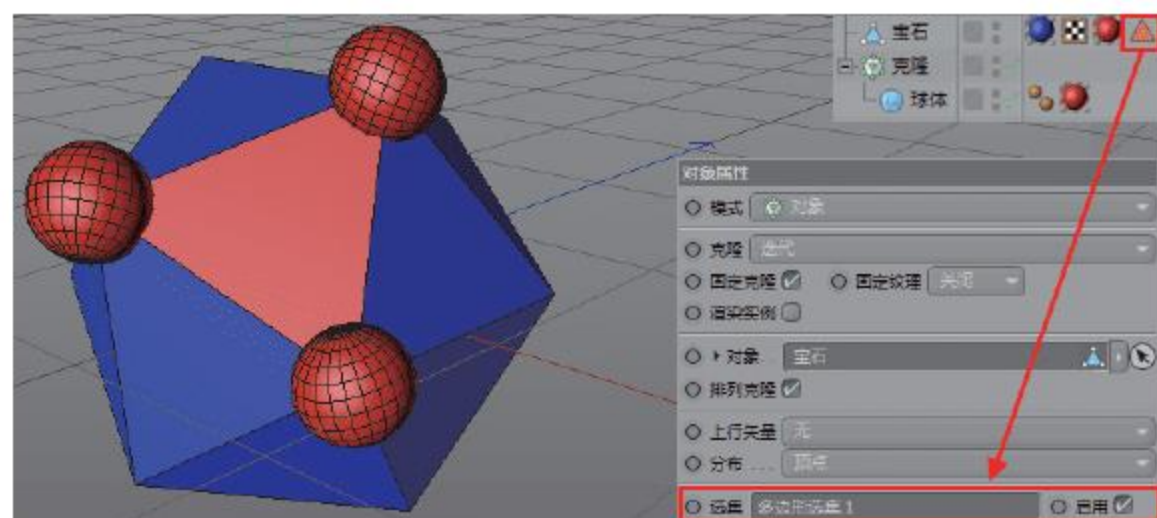 宝石
克隆
球体
对象属性
模式 对象
克隆 迭代
固定克隆 固定纹理 关闭
渲染实例
对象 宝石
排列克隆
上行矢量 无
分布 ... 顶点
选集 多边形选集 1 启用